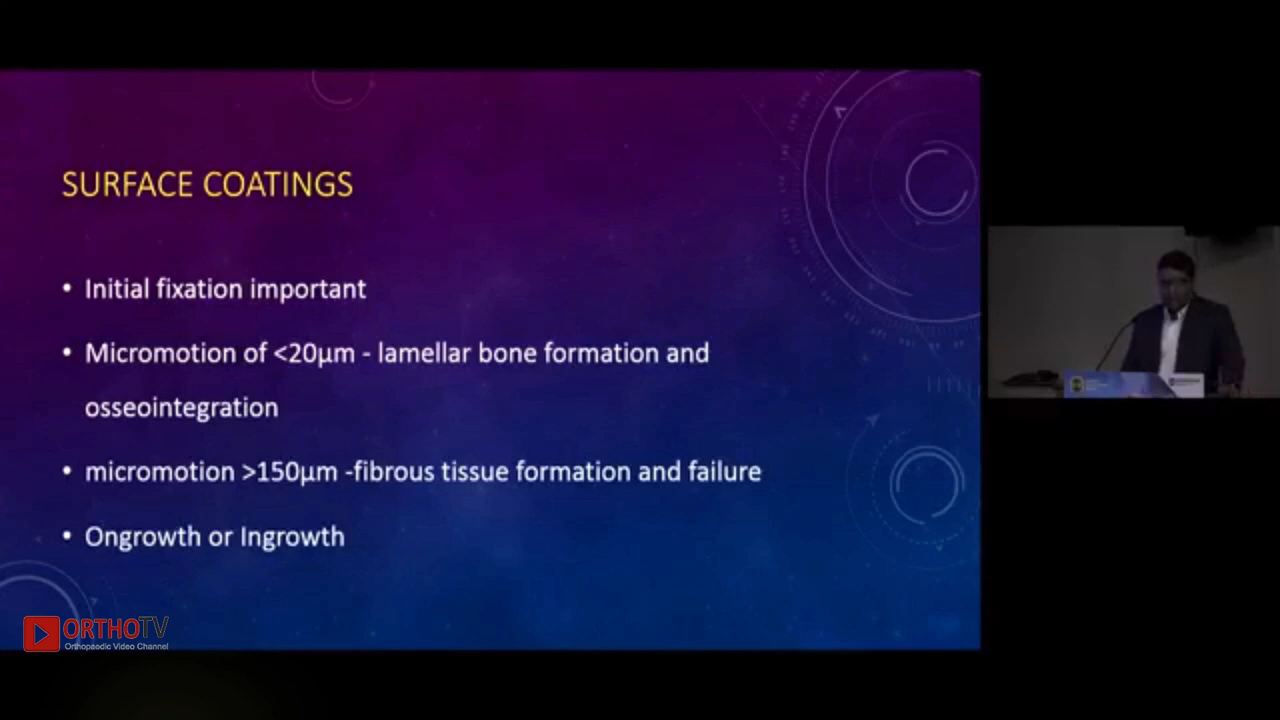 SURFACE COATINGS
• Initial fixation important
• Micromotion of <20µm - lamellar bone formation and
osseointegration
• micromotion >150µm -fibrous tissue formation and failure
• Ongrowth or Ingrowth
ORTHOTV
Orthopaedic Video Channel